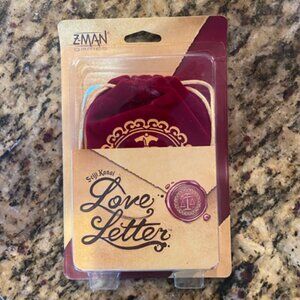 Z-MAN
GAMES
Seiji Kanai
Love
Letter